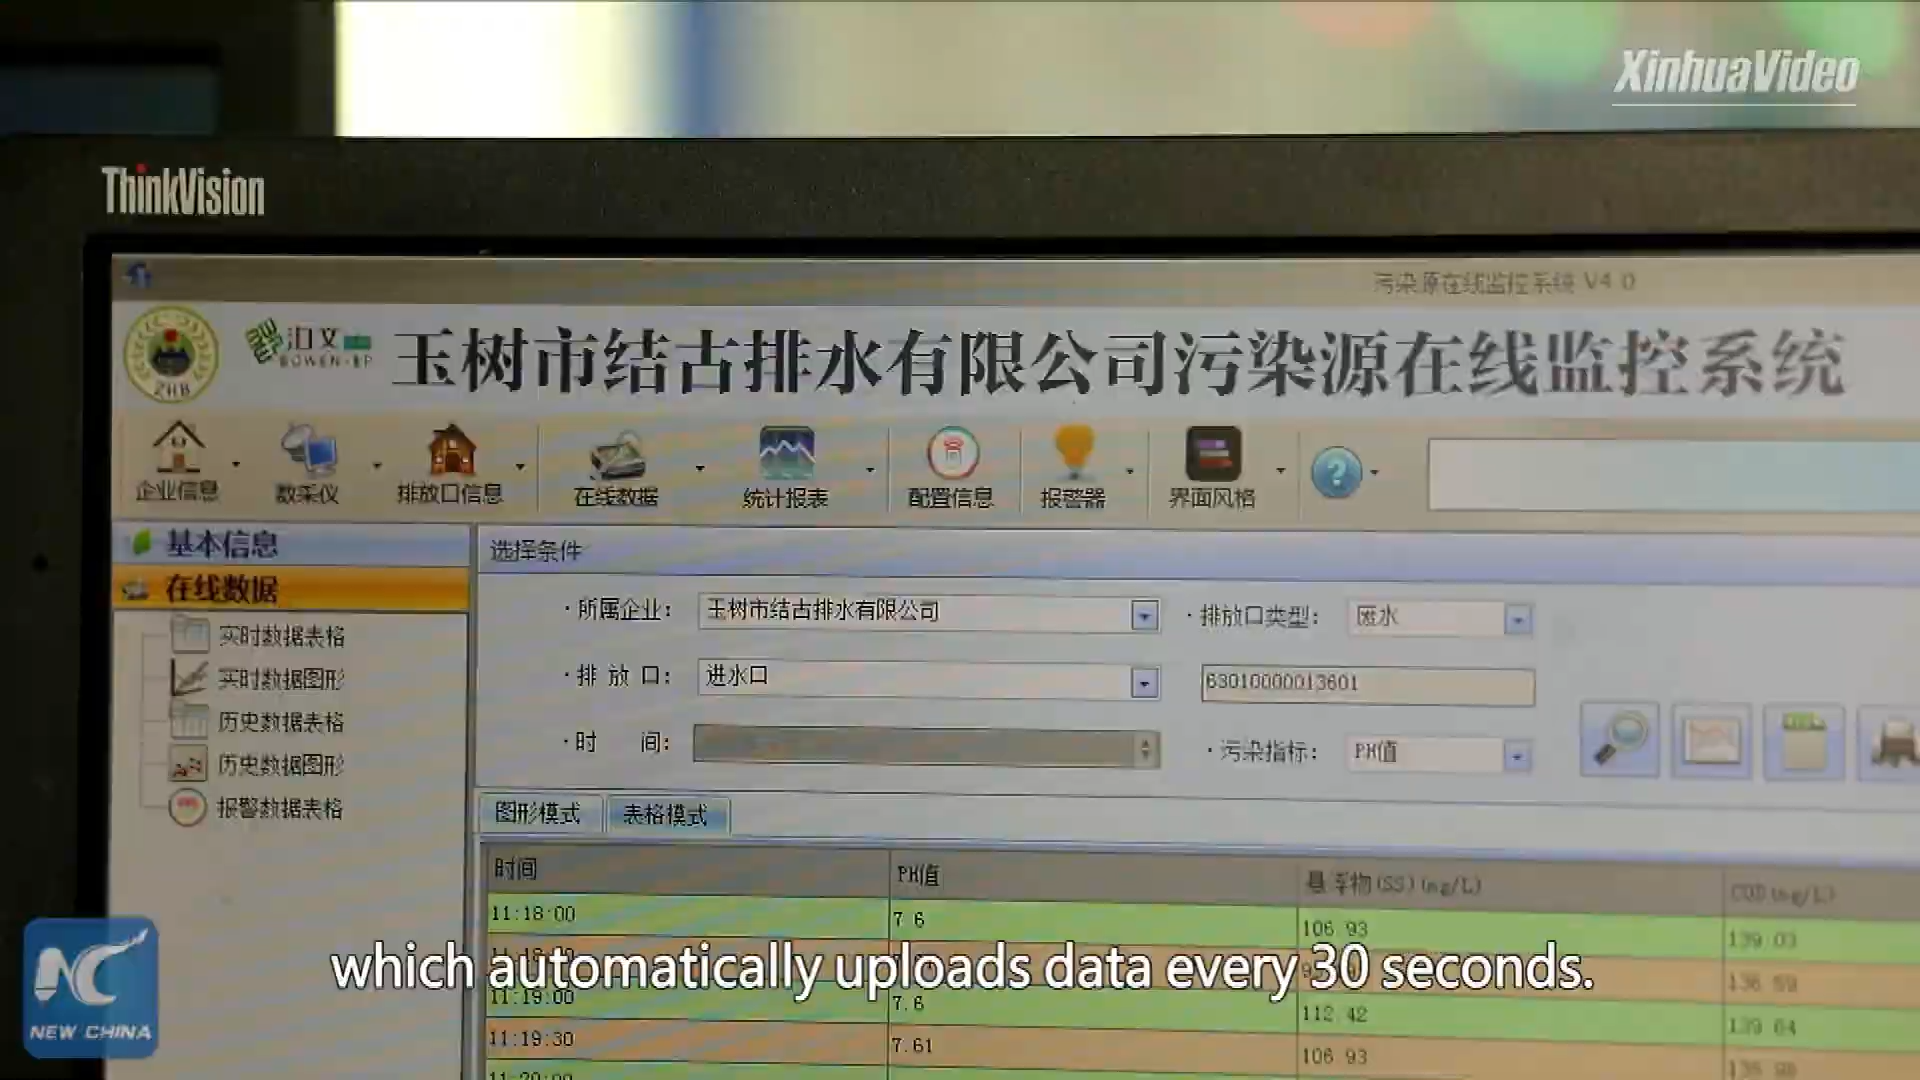 XinhuaVideo
ThinkVision
污染源在线监控系统 V4.0
ZHB
BOWEN·EP
玉树市结古排水有限公司污染源在线监控系统
企业信息 数采仪 排放口信息 在线数据 统计报表 配置信息 报警器 界面风格
基本信息
在线数据
实时数据表格
实时数据图形
历史数据表格
历史数据图形
报警数据表格
选择条件
·所属企业: 玉树市结古排水有限公司 ·排放口类型: 废水
·排 放 口: 进水口 63010000013601
·时 间: ·污染指标: PH值
图形模式 表格模式
时间 PH值 悬浮物(SS)(mg/L) COD(mg/L)
11:18:00 7.6 106.93 139.03
which automatically uploads data every 30 seconds.
11:19:00 7.6 112.42 139.64
11:19:30 7.61 106.93
11:20:00
NEW CHINA